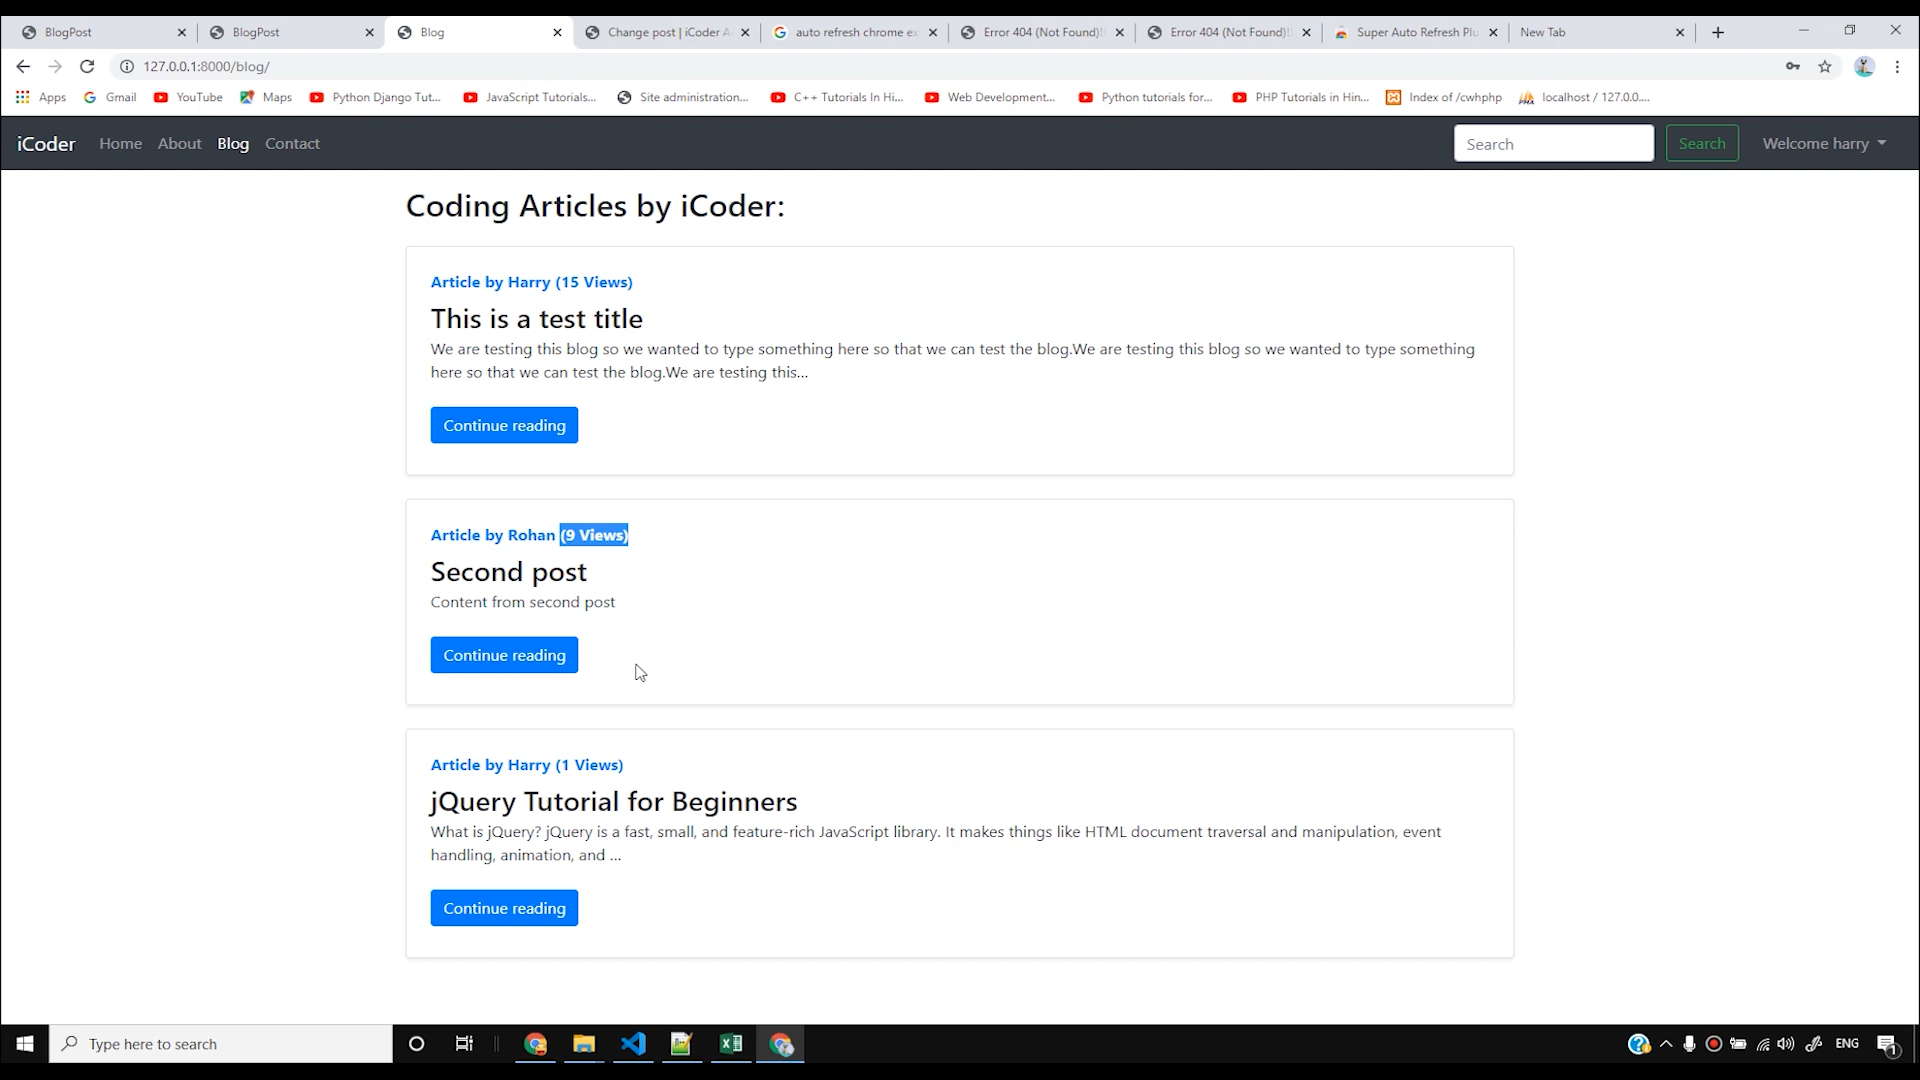 BlogPost
BlogPost
Blog
Change post | iCoder A
auto refresh chrome ex
Error 404 (Not Found)!
Error 404 (Not Found)!
Super Auto Refresh Plu
New Tab
127.0.0.1:8000/blog/
Apps
Gmail
YouTube
Maps
Python Django Tut...
JavaScript Tutorials...
Site administration...
C++ Tutorials In Hi...
Web Development...
Python tutorials for...
PHP Tutorials in Hin...
Index of /cwhphp
localhost / 127.0.0....
iCoder
Home
About
Blog
Contact
Search
Search
Welcome harry
Coding Articles by iCoder:
Article by Harry (15 Views)
This is a test title
We are testing this blog so we wanted to type something here so that we can test the blog.We are testing this blog so we wanted to type something
here so that we can test the blog.We are testing this...
Continue reading
Article by Rohan (9 Views)
Second post
Content from second post
Continue reading
Article by Harry (1 Views)
jQuery Tutorial for Beginners
What is jQuery? jQuery is a fast, small, and feature-rich JavaScript library. It makes things like HTML document traversal and manipulation, event
handling, animation, and ...
Continue reading
Type here to search
ENG
1